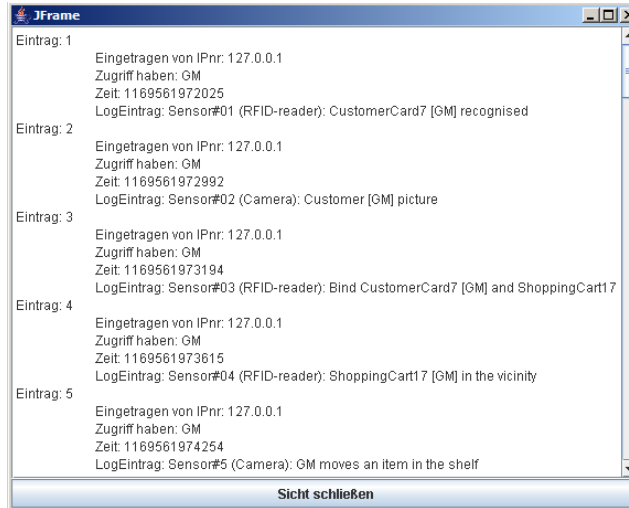 JFrame
Eintrag: 1
Eingetragen von IPnr: 127.0.0.1
Zugriff haben: GM
Zeit: 1169561972025
LogEintrag: Sensor#01 (RFID-reader): CustomerCard7 [GM] recognised
Eintrag: 2
Eingetragen von IPnr: 127.0.0.1
Zugriff haben: GM
Zeit: 1169561972992
LogEintrag: Sensor#02 (Camera): Customer [GM] picture
Eintrag: 3
Eingetragen von IPnr: 127.0.0.1
Zugriff haben: GM
Zeit: 1169561973194
LogEintrag: Sensor#03 (RFID-reader): Bind CustomerCard7 [GM] and ShoppingCart17
Eintrag: 4
Eingetragen von IPnr: 127.0.0.1
Zugriff haben: GM
Zeit: 1169561973615
LogEintrag: Sensor#04 (RFID-reader): ShoppingCart17 [GM] in the vicinity
Eintrag: 5
Eingetragen von IPnr: 127.0.0.1
Zugriff haben: GM
Zeit: 1169561974254
LogEintrag: Sensor#5 (Camera): GM moves an item in the shelf
Sicht schließen